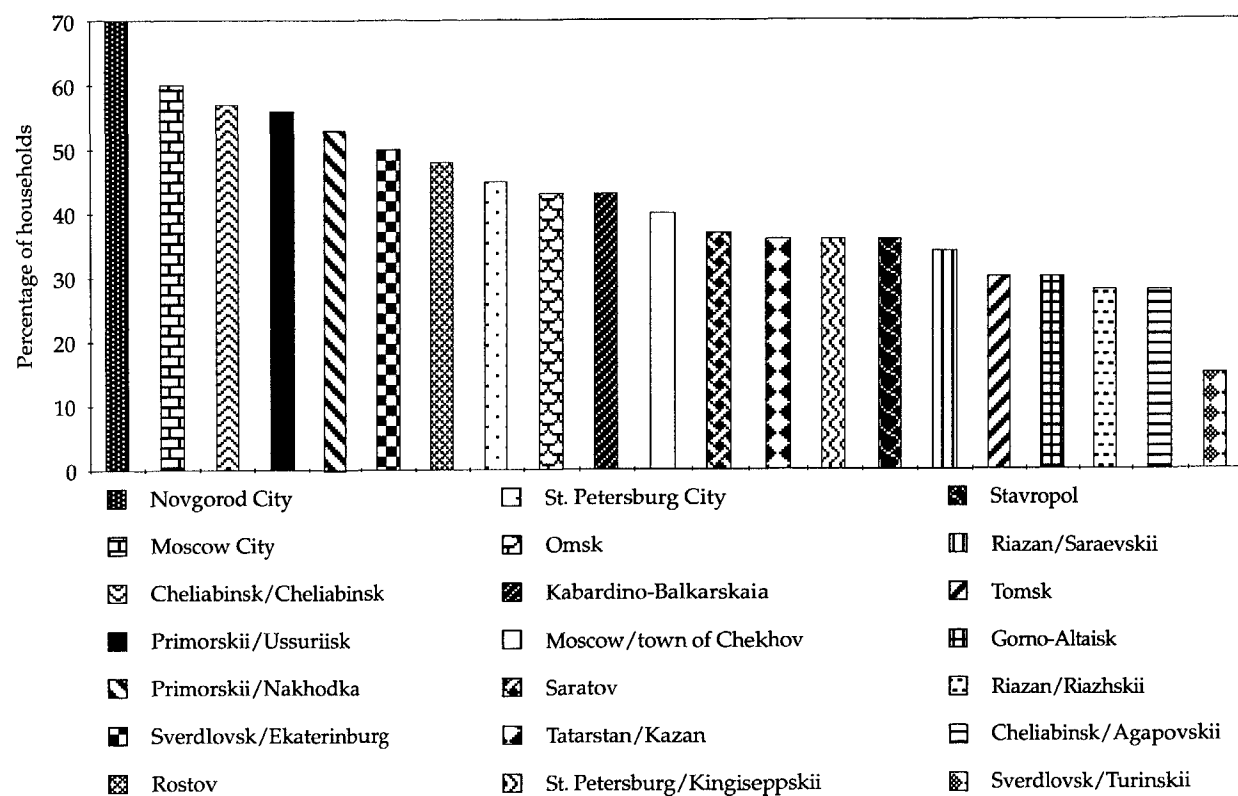 70
60
50
40
30
20
10
0
Percentage of households
Novgorod City
Moscow City
Cheliabinsk/Cheliabinsk
Primorskii/Ussuriisk
Primorskii/Nakhodka
Sverdlovsk/Ekaterinburg
Rostov
St. Petersburg City
Omsk
Kabardino-Balkarskaia
Moscow/town of Chekhov
Saratov
Tatarstan/Kazan
St. Petersburg/Kingiseppskii
Stavropol
Riazan/Saraevskii
Tomsk
Gorno-Altaisk
Riazan/Riazhskii
Cheliabinsk/Agapovskii
Sverdlovsk/Turinskii